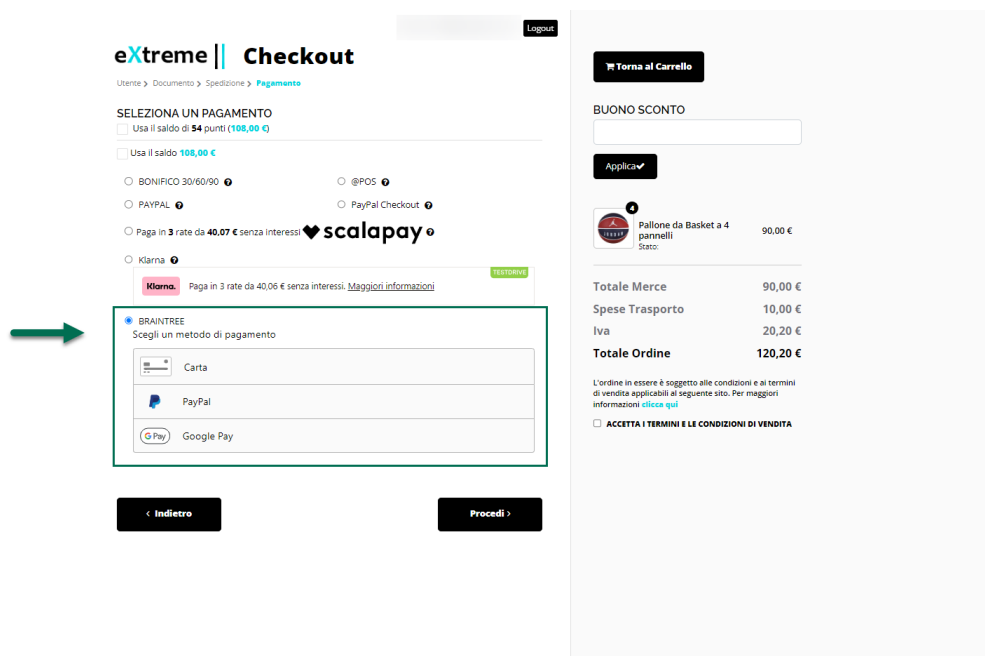 Logout
eXtreme || Checkout
Utente > Documento > Spedizione > Pagamento
SELEZIONA UN PAGAMENTO
Usa il saldo di 54 punti (108,00 €)
Usa il saldo 108,00 €
BONIFICO 30/60/90
@POS
PAYPAL
PayPal Checkout
Paga in 3 rate da 40,07 € senza interessi scalapay
Klarna
TESTDRIVE
Klarna. Paga in 3 rate da 40,06 € senza interessi. Maggiori informazioni
BRAINTREE
Scegli un metodo di pagamento
Carta
PayPal
G Pay Google Pay
< Indietro
Procedi >
Torna al Carrello
BUONO SCONTO
Applica
4
Pallone da Basket a 4
pannelli
90,00 €
Stato:
Totale Merce 90,00 €
Spese Trasporto 10,00 €
Iva 20,20 €
Totale Ordine 120,20 €
L'ordine in essere è soggetto alle condizioni e ai termini
di vendita applicabili al seguente sito. Per maggiori
informazioni clicca qui
ACCETTA I TERMINI E LE CONDIZIONI DI VENDITA